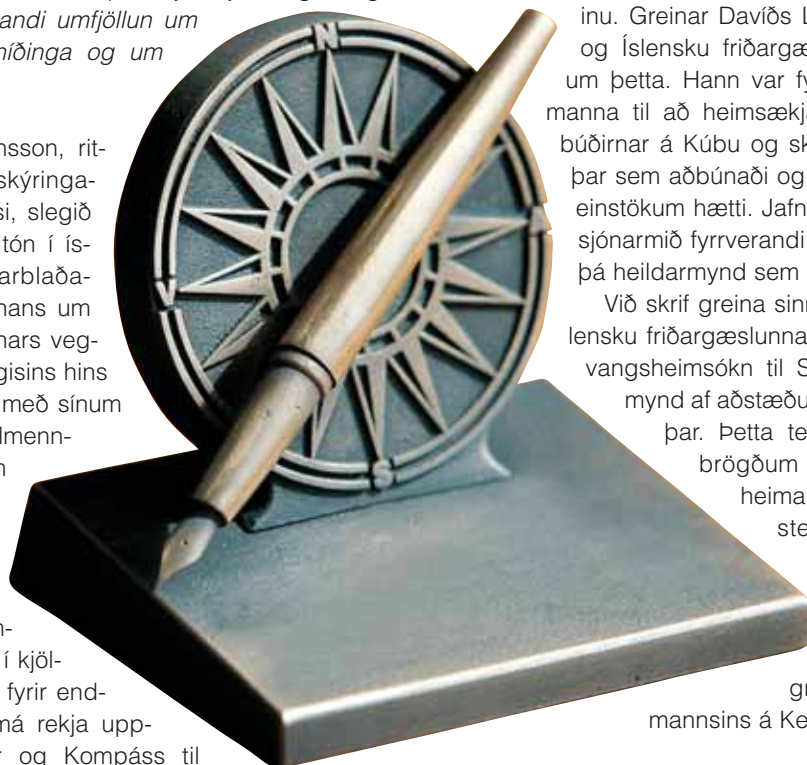 andi umfjöllun um
níðinga og um
nsson, rit-
skýringa-
si, slegið
tón í ís-
arblaða-
hans um
nars veg-
gisins hins
með sínum
lmenn-
n-
í kjöl-
fyrir end-
má rekja upp-
r og Kompáss til
N
A
S
V
inu. Greinar Davíðs L
og Íslensku friðargæ
um þetta. Hann var fy
manna til að heimsækja
búðirnar á Kúbu og sk
þar sem aðbúnaði og
einstökum hætti. Jafn
sjónarmið fyrrverandi
þá heildarmynd sem
Við skrif greina sinn
lensku friðargæslunna
vangsheimsókn til S
mynd af aðstæðu
þar. Þetta te
brögðum
heima
ste
gr
mannsins á Ke